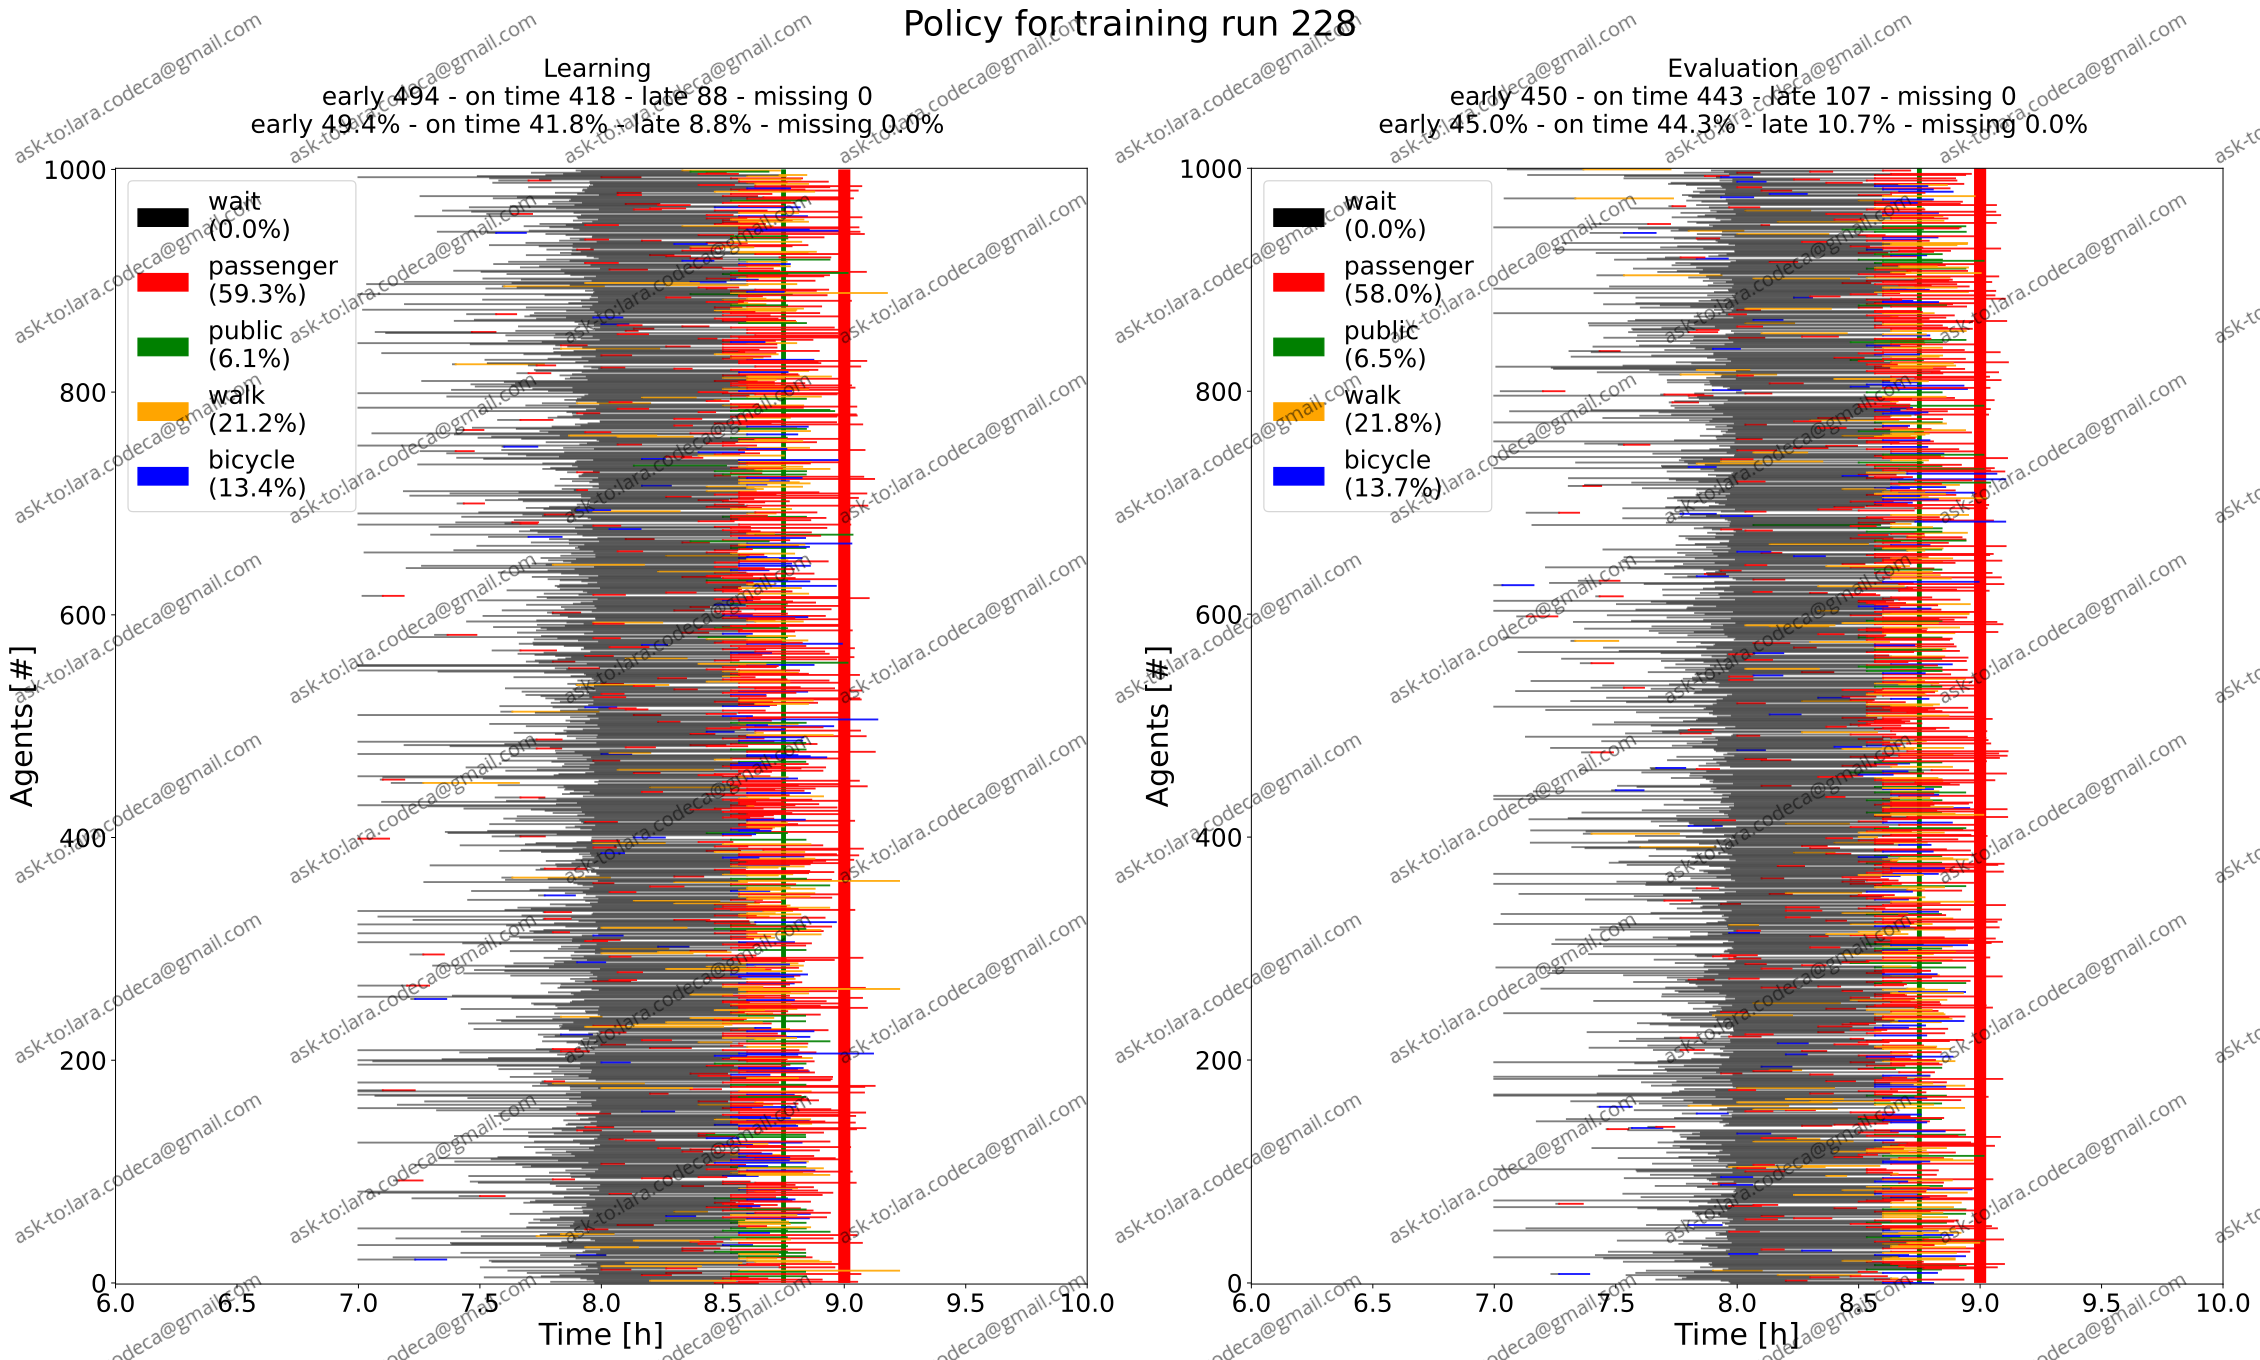 Policy for training run 228
Learning
early 494 - on time 418 - late 88 - missing 0
early 49.4% - on time 41.8% - late 8.8% - missing 0.0%
1000
800
600
400
200
0
Agents [#]
wait
(0.0%)
passenger
(59.3%)
public
(6.1%)
walk
(21.2%)
bicycle
(13.4%)
6.0 6.5 7.0 7.5 8.0 8.5 9.0 9.5 10.0
Time [h]
Evaluation
early 450 - on time 443 - late 107 - missing 0
early 45.0% - on time 44.3% - late 10.7% - missing 0.0%
1000
800
600
400
200
0
Agents [#]
wait
(0.0%)
passenger
(58.0%)
public
(6.5%)
walk
(21.8%)
bicycle
(13.7%)
6.0 6.5 7.0 7.5 8.0 8.5 9.0 9.5 10.0
Time [h]
ask-to:lara.codeca@gmail.com